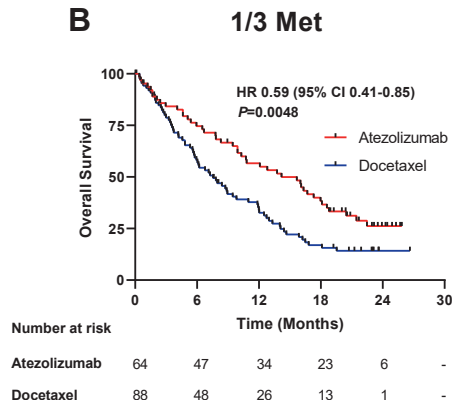 B 1/3 Met
HR 0.59 (95% CI 0.41-0.85)
P=0.0048
Atezolizumab
Docetaxel
Overall Survival
100
75
50
25
0
0 6 12 18 24 30
Time (Months)
Number at risk
Atezolizumab 64 47 34 23 6 -
Docetaxel 88 48 26 13 1 -